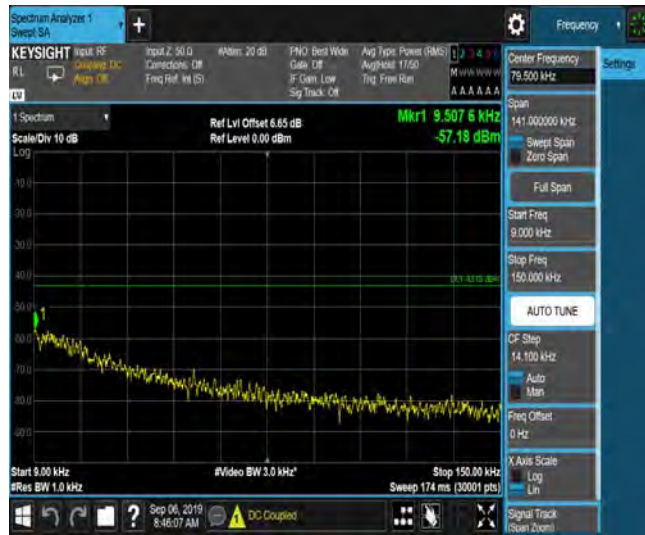 Spectrum Analyzer 1
Swept SA
Frequency
KEYSIGHT Input: RF
Coupling: DC
Align: Off
RL
Input Z: 50 Ω
Corrections: Off
Freq Ref: Int (S)
#Atten: 20 dB
PNO: Best Wide
Gate: Off
IF Gain: Low
Sig Track: Off
Avg Type: Power (RMS)
Avg|Hold: 17/50
Trig: Free Run
1 2 3 4 5 6
M W W W W W
A A A A A A
LV
1 Spectrum
Scale/Div 10 dB
Log
Ref Lvl Offset 6.65 dB
Ref Level 0.00 dBm
Mkr1 9.507 6 kHz
-57.18 dBm
1
Start 9.00 kHz
#Res BW 1.0 kHz
#Video BW 3.0 kHz*
Stop 150.00 kHz
Sweep 174 ms (30001 pts)
Sep 06, 2019
8:46:07 AM
DC Coupled
Center Frequency
79.500 kHz
Settings
Span
141.000000 kHz
Swept Span
Zero Span
Full Span
Start Freq
9.000 kHz
Stop Freq
150.000 kHz
AUTO TUNE
CF Step
14.100 kHz
Auto
Man
Freq Offset
0 Hz
X Axis Scale
Log
Lin
Signal Track
(Span Zoom)